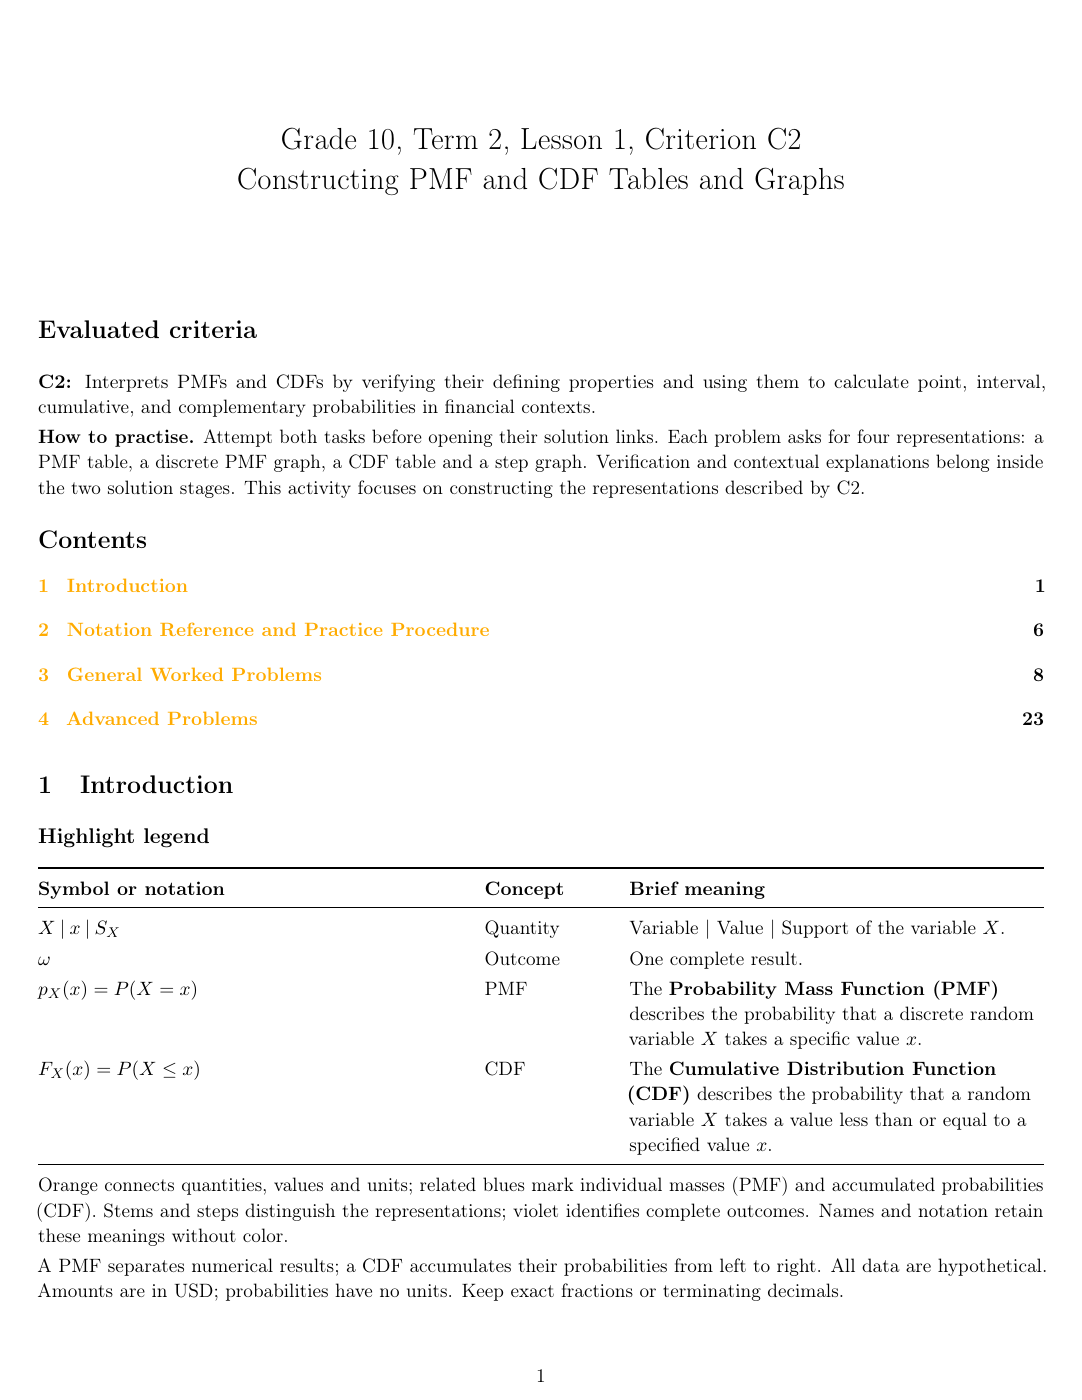 Grade 10, Term 2, Lesson 1, Criterion C2
Constructing PMF and CDF Tables and Graphs
Evaluated criteria
C2: Interprets PMFs and CDFs by verifying their defining properties and using them to calculate point, interval,
cumulative, and complementary probabilities in financial contexts.
How to practise. Attempt both tasks before opening their solution links. Each problem asks for four representations: a
PMF table, a discrete PMF graph, a CDF table and a step graph. Verification and contextual explanations belong inside
the two solution stages. This activity focuses on constructing the representations described by C2.
Contents
1 Introduction 1
2 Notation Reference and Practice Procedure 6
3 General Worked Problems 8
4 Advanced Problems 23
1 Introduction
Highlight legend
Symbol or notation Concept Brief meaning
X | x | S_X Quantity Variable | Value | Support of the variable X.
ω Outcome One complete result.
p_X(x) = P(X = x) PMF The Probability Mass Function (PMF)
describes the probability that a discrete random
variable X takes a specific value x.
F_X(x) = P(X ≤ x) CDF The Cumulative Distribution Function
(CDF) describes the probability that a random
variable X takes a value less than or equal to a
specified value x.
Orange connects quantities, values and units; related blues mark individual masses (PMF) and accumulated probabilities
(CDF). Stems and steps distinguish the representations; violet identifies complete outcomes. Names and notation retain
these meanings without color.
A PMF separates numerical results; a CDF accumulates their probabilities from left to right. All data are hypothetical.
Amounts are in USD; probabilities have no units. Keep exact fractions or terminating decimals.
1